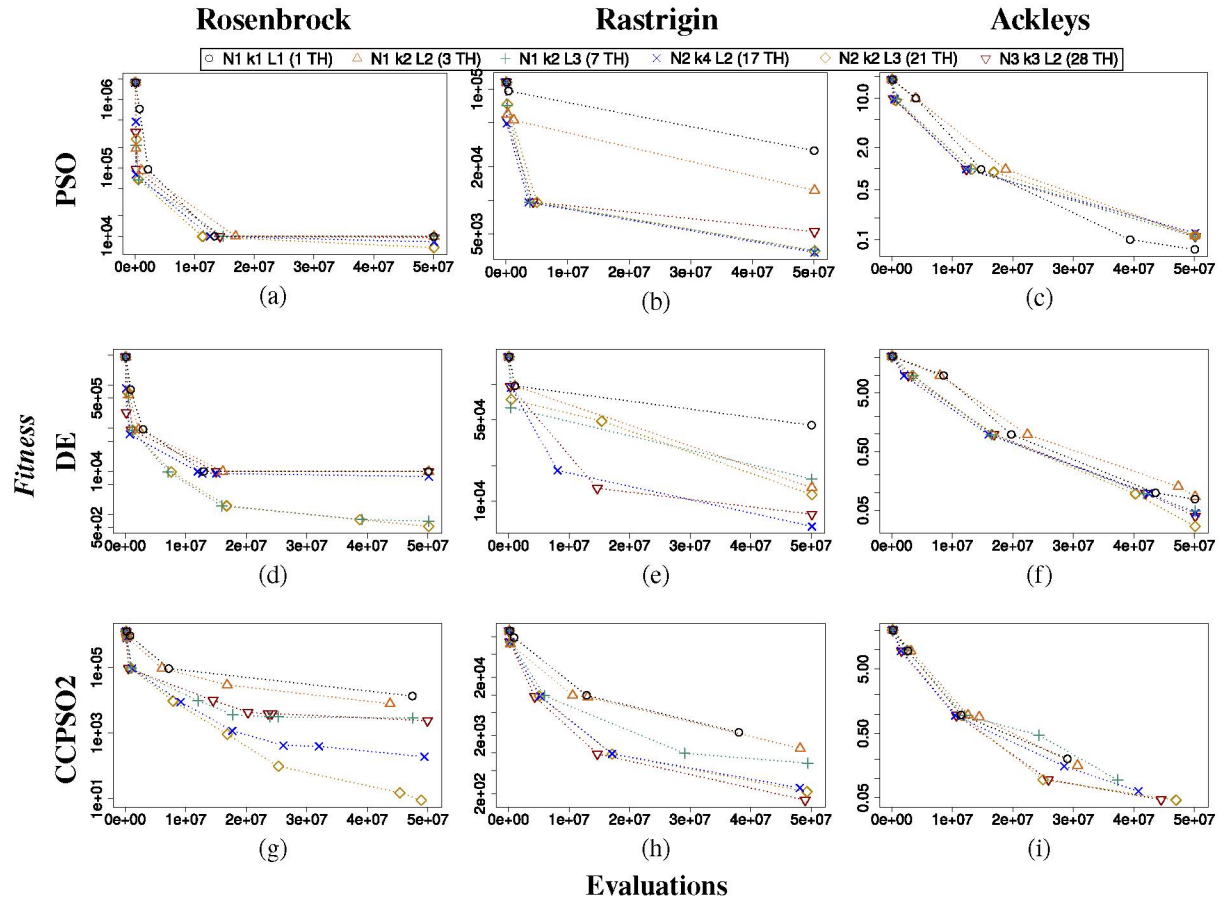 Rosenbrock Rastrigin Ackleys
N1 k1 L1 (1 TH) N1 k2 L2 (3 TH) N1 k2 L3 (7 TH) N2 k4 L2 (17 TH) N2 k2 L3 (21 TH) N3 k3 L2 (28 TH)
PSO
1e+06
1e+05
1e+04
0e+00 1e+07 2e+07 3e+07 4e+07 5e+07
(a)
1e+05
2e+04
5e+03
0e+00 1e+07 2e+07 3e+07 4e+07 5e+07
(b)
10.0
2.0
0.5
0.1
0e+00 1e+07 2e+07 3e+07 4e+07 5e+07
(c)
Fitness
DE
5e+05
1e+04
5e+02
0e+00 1e+07 2e+07 3e+07 4e+07 5e+07
(d)
5e+04
1e+04
0e+00 1e+07 2e+07 3e+07 4e+07 5e+07
(e)
5.00
0.50
0.05
0e+00 1e+07 2e+07 3e+07 4e+07 5e+07
(f)
CCPSO2
1e+05
1e+03
1e+01
0e+00 1e+07 2e+07 3e+07 4e+07 5e+07
(g)
2e+04
2e+03
2e+02
0e+00 1e+07 2e+07 3e+07 4e+07 5e+07
(h)
5.00
0.50
0.05
0e+00 1e+07 2e+07 3e+07 4e+07 5e+07
(i)
Evaluations